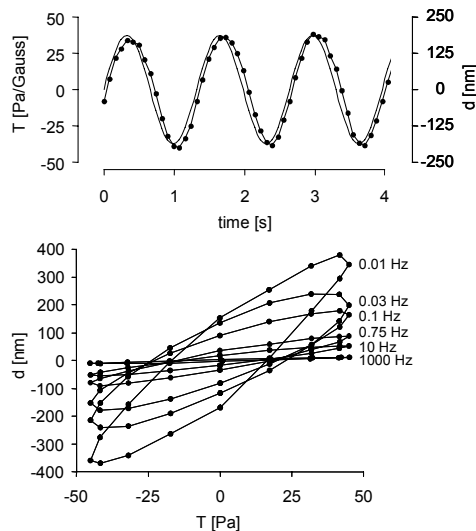 50
25
0
-25
-50
T [Pa/Gauss]
250
125
0
-125
-250
d [nm]
0 1 2 3 4
time [s]
400
300
200
100
0
-100
-200
-300
-400
d [nm]
0.01 Hz
0.03 Hz
0.1 Hz
0.75 Hz
10 Hz
1000 Hz
-50 -25 0 25 50
T [Pa]